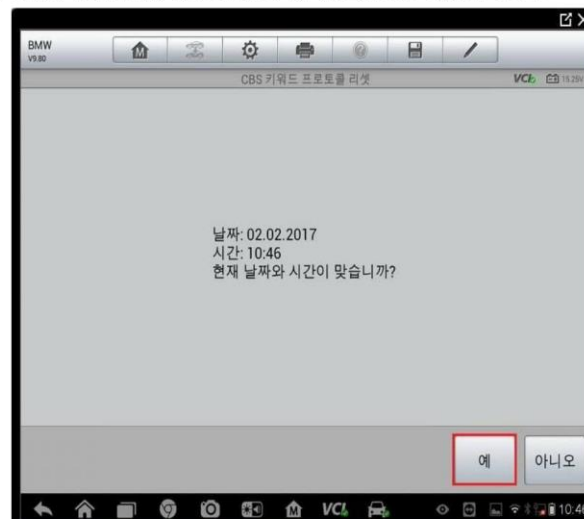 BMW
V9.80
CBS 키워드 프로토콜 리셋
VCI
날짜: 02.02.2017
시간: 10:46
현재 날짜와 시간이 맞습니까?
예
아니오
VCI